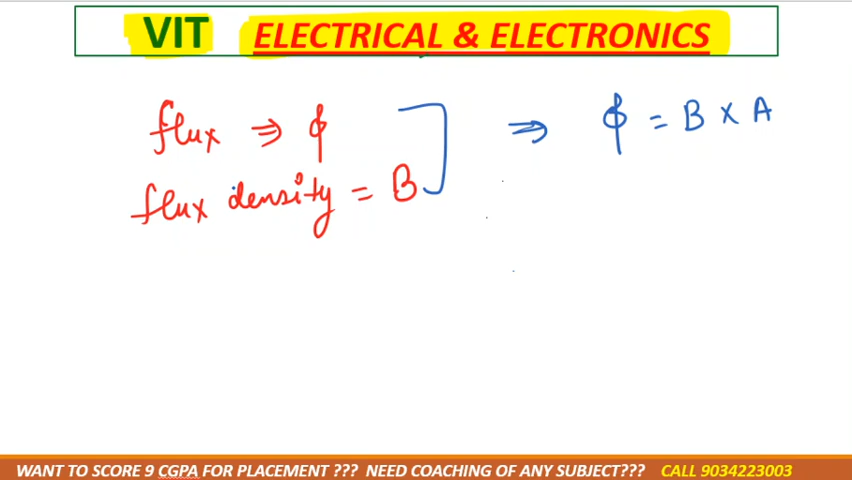 VIT ELECTRICAL & ELECTRONICS
flux ⇒ ϕ
flux density = B
⇒ ϕ = B × A
WANT TO SCORE 9 CGPA FOR PLACEMENT ??? NEED COACHING OF ANY SUBJECT??? CALL 9034223003